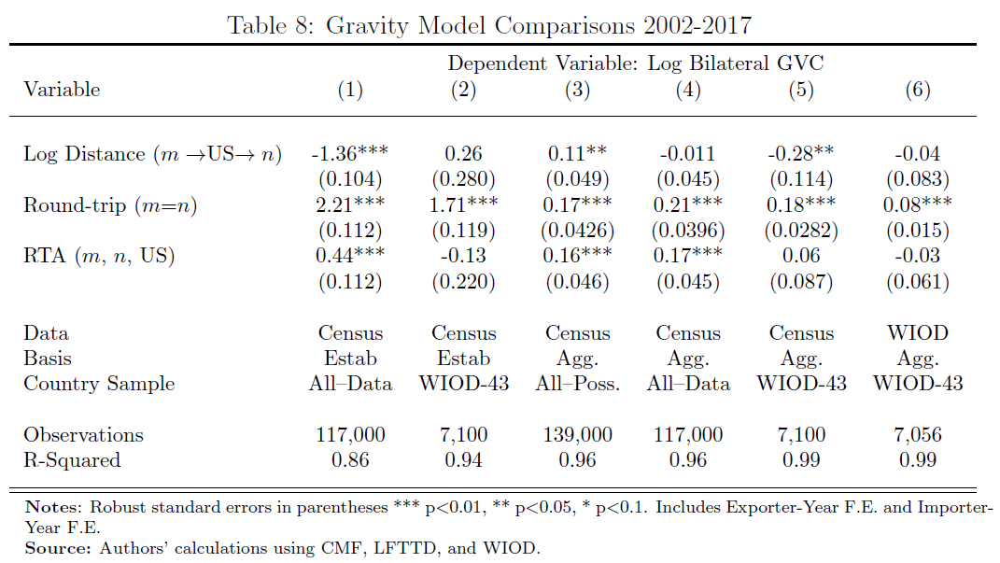 Table 8: Gravity Model Comparisons 2002-2017
Dependent Variable: Log Bilateral GVC
Variable (1) (2) (3) (4) (5) (6)
Log Distance (m →US→ n) -1.36*** 0.26 0.11** -0.011 -0.28** -0.04
(0.104) (0.280) (0.049) (0.045) (0.114) (0.083)
Round-trip (m=n) 2.21*** 1.71*** 0.17*** 0.21*** 0.18*** 0.08***
(0.112) (0.119) (0.0426) (0.0396) (0.0282) (0.015)
RTA (m, n, US) 0.44*** -0.13 0.16*** 0.17*** 0.06 -0.03
(0.112) (0.220) (0.046) (0.045) (0.087) (0.061)
Data Census Census Census Census Census WIOD
Basis Estab Estab Agg. Agg. Agg. Agg.
Country Sample All–Data WIOD-43 All–Poss. All–Data WIOD-43 WIOD-43
Observations 117,000 7,100 139,000 117,000 7,100 7,056
R-Squared 0.86 0.94 0.96 0.96 0.99 0.99
Notes: Robust standard errors in parentheses *** p<0.01, ** p<0.05, * p<0.1. Includes Exporter-Year F.E. and Importer-
Year F.E.
Source: Authors' calculations using CMF, LFTTD, and WIOD.